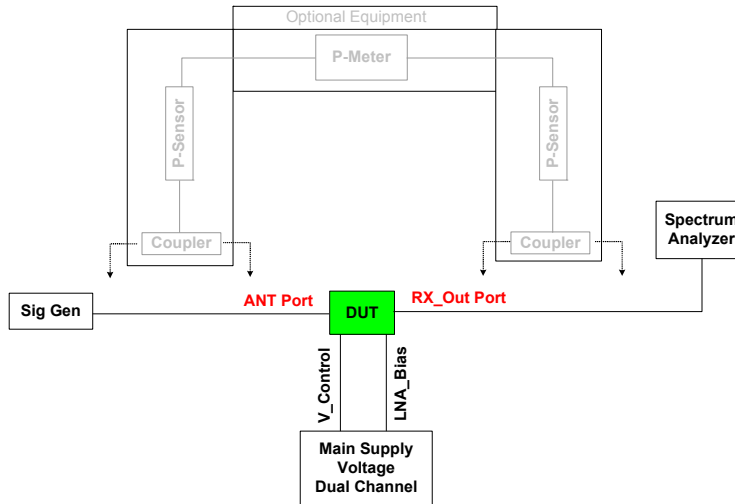 Optional Equipment
P-Meter
P-Sensor
P-Sensor
Coupler
Coupler
Spectrum
Analyzer
ANT Port
RX_Out Port
Sig Gen
DUT
V_Control
LNA_Bias
Main Supply
Voltage
Dual Channel